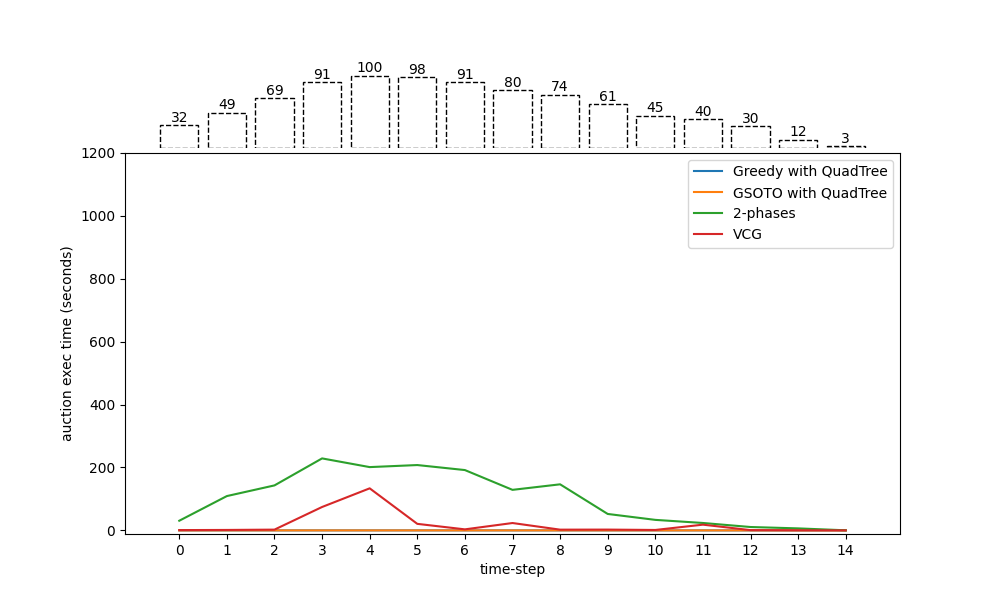 32 49 69 91 100 98 91 80 74 61 45 40 30 12 3
1200
1000
800
600
400
200
0
auction exec time (seconds)
Greedy with QuadTree
GSOTO with QuadTree
2-phases
VCG
0 1 2 3 4 5 6 7 8 9 10 11 12 13 14
time-step